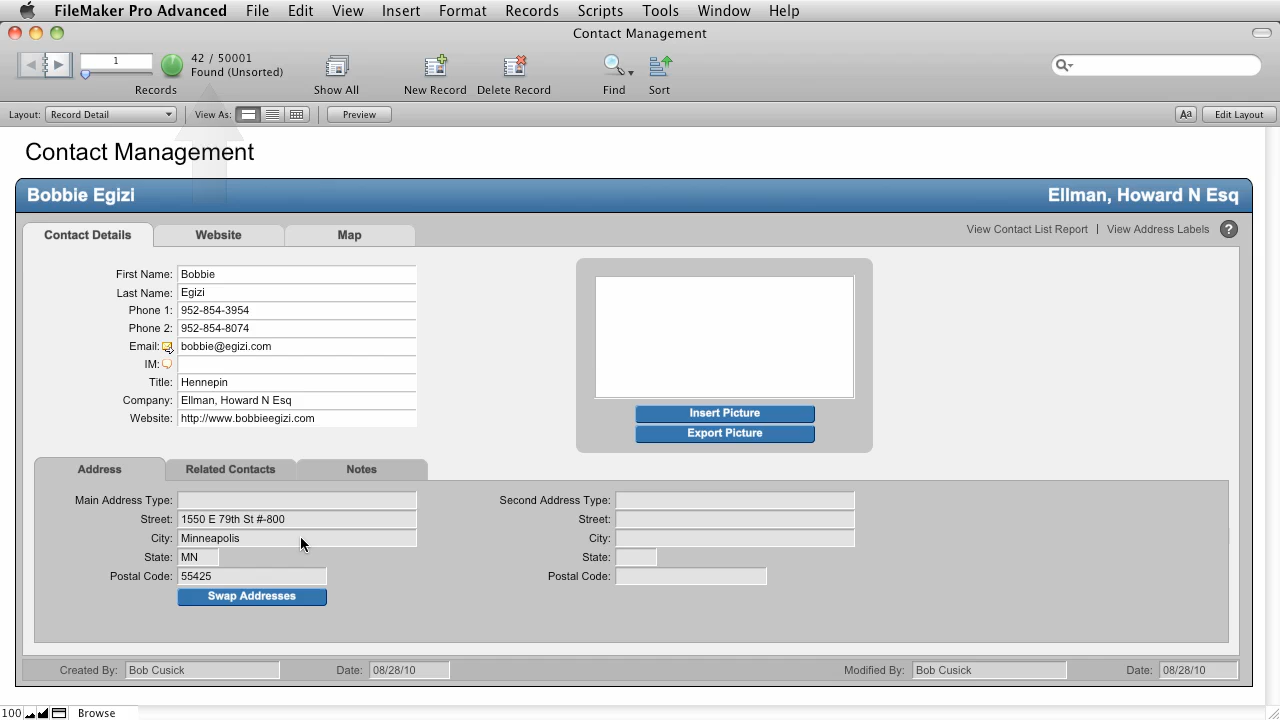 FileMaker Pro Advanced File Edit View Insert Format Records Scripts Tools Window Help
Contact Management
1
42 / 50001
Found (Unsorted)
Records Show All New Record Delete Record Find Sort
Layout: Record Detail View As: Preview Aa Edit Layout
Contact Management
Bobbie Egizi Ellman, Howard N Esq
Contact Details Website Map View Contact List Report | View Address Labels ?
First Name: Bobbie
Last Name: Egizi
Phone 1: 952-854-3954
Phone 2: 952-854-8074
Email: bobbie@egizi.com
IM:
Title: Hennepin
Company: Ellman, Howard N Esq
Website: http://www.bobbieegizi.com
Insert Picture
Export Picture
Address Related Contacts Notes
Main Address Type: Second Address Type:
Street: 1550 E 79th St #-800 Street:
City: Minneapolis City:
State: MN State:
Postal Code: 55425 Postal Code:
Swap Addresses
Created By: Bob Cusick Date: 08/28/10 Modified By: Bob Cusick Date: 08/28/10
100 Browse